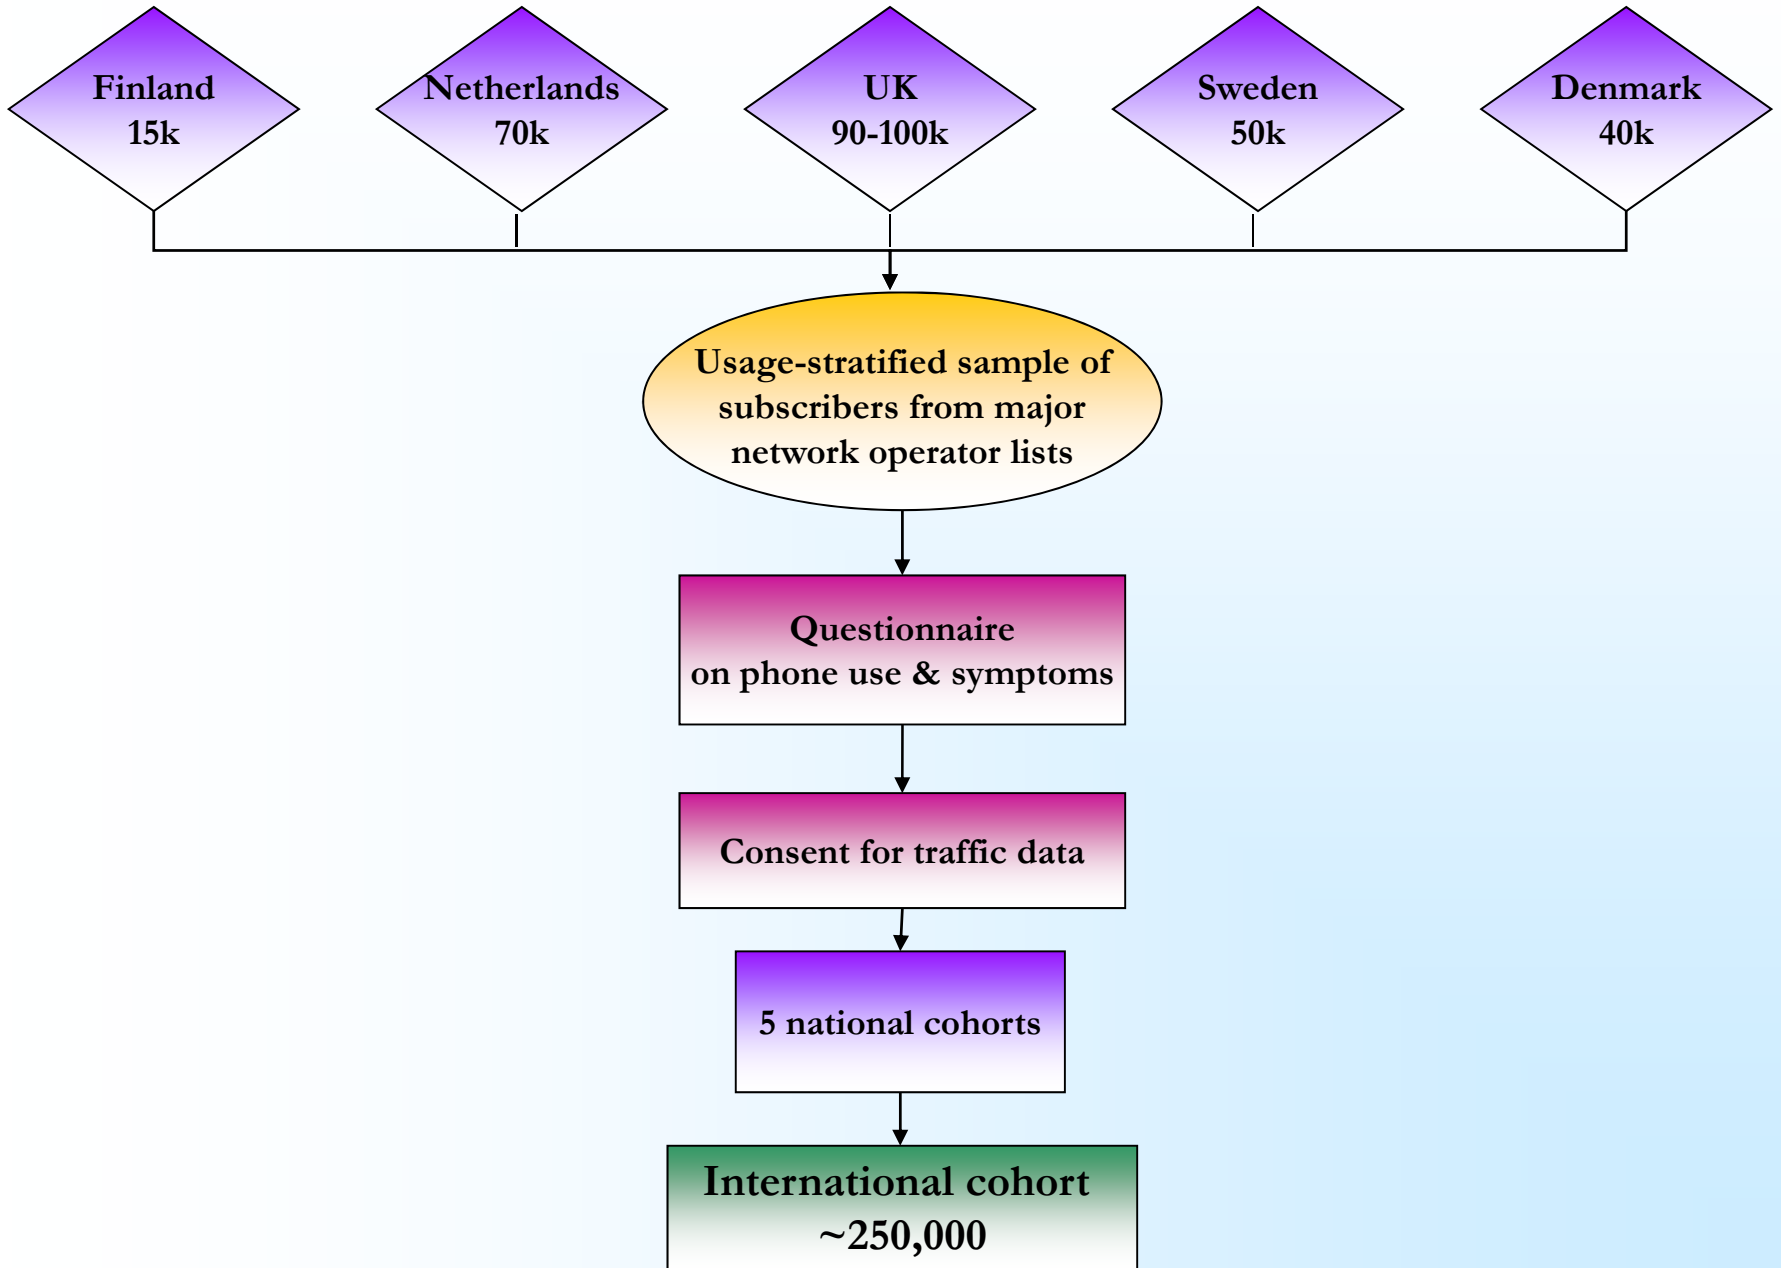 Finland
15k
Netherlands
70k
UK
90-100k
Sweden
50k
Denmark
40k
Usage-stratified sample of
subscribers from major
network operator lists
Questionnaire
on phone use & symptoms
Consent for traffic data
5 national cohorts
International cohort
~250,000